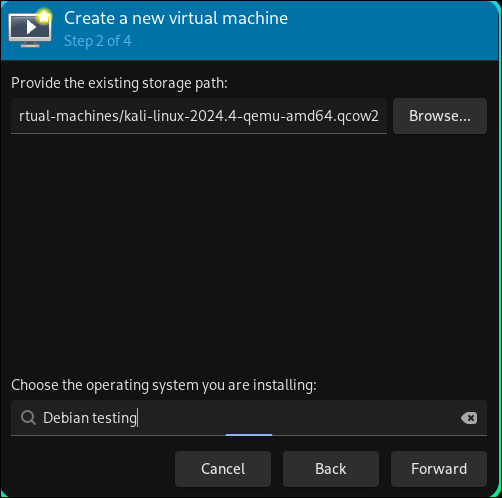 Create a new virtual machine
Step 2 of 4
Provide the existing storage path:
rtual-machines/kali-linux-2024.4-qemu-amd64.qcow2
Browse...
Choose the operating system you are installing:
Debian testing
Cancel
Back
Forward